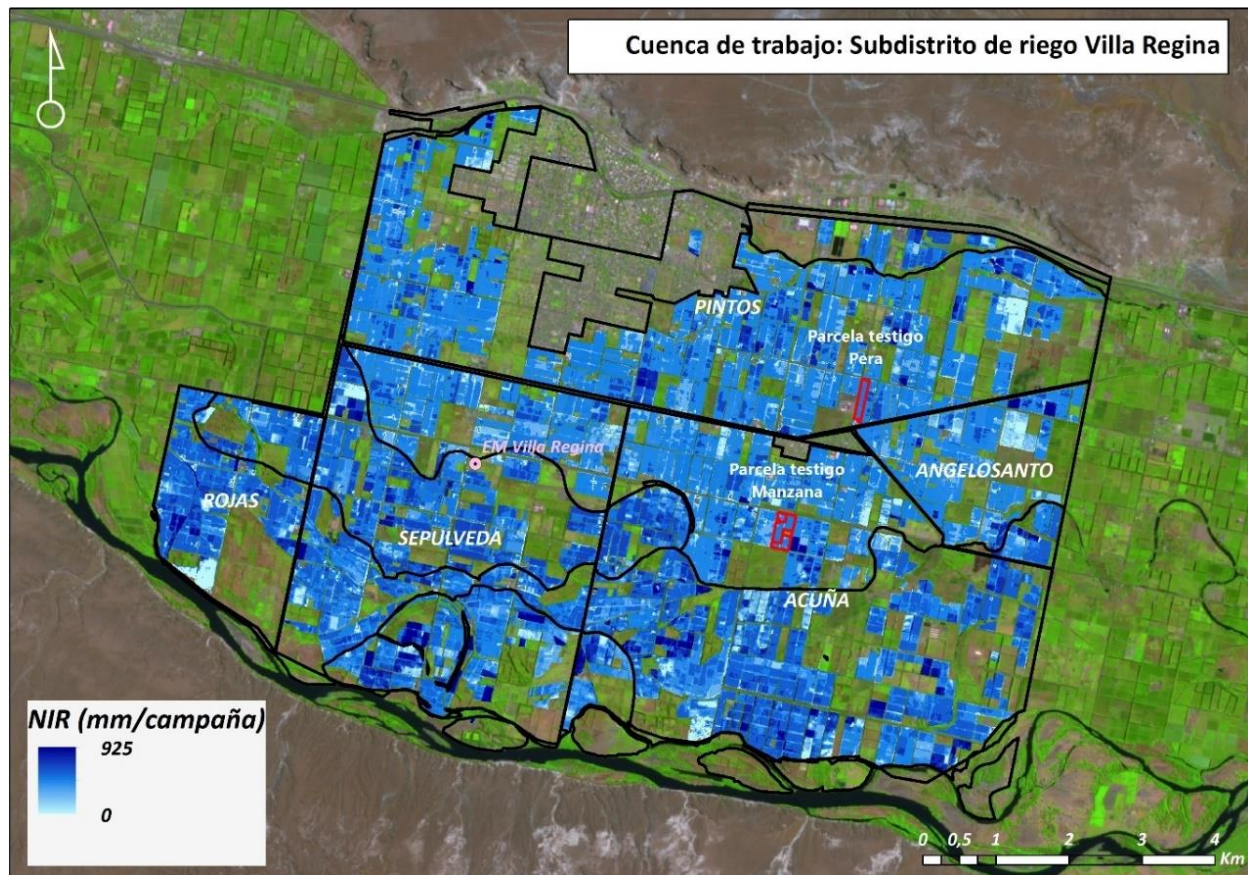 Cuenca de trabajo: Subdistrito de riego Villa Regina
PINTOS
Parcela testigo
Pera
EM Villa Regina
Parcela testigo
Manzana
ANGELOSANTO
ROJAS
SEPÚLVEDA
ACUÑA
NIR (mm/campaña)
925
0
0 0,5 1 2 3 4
Km